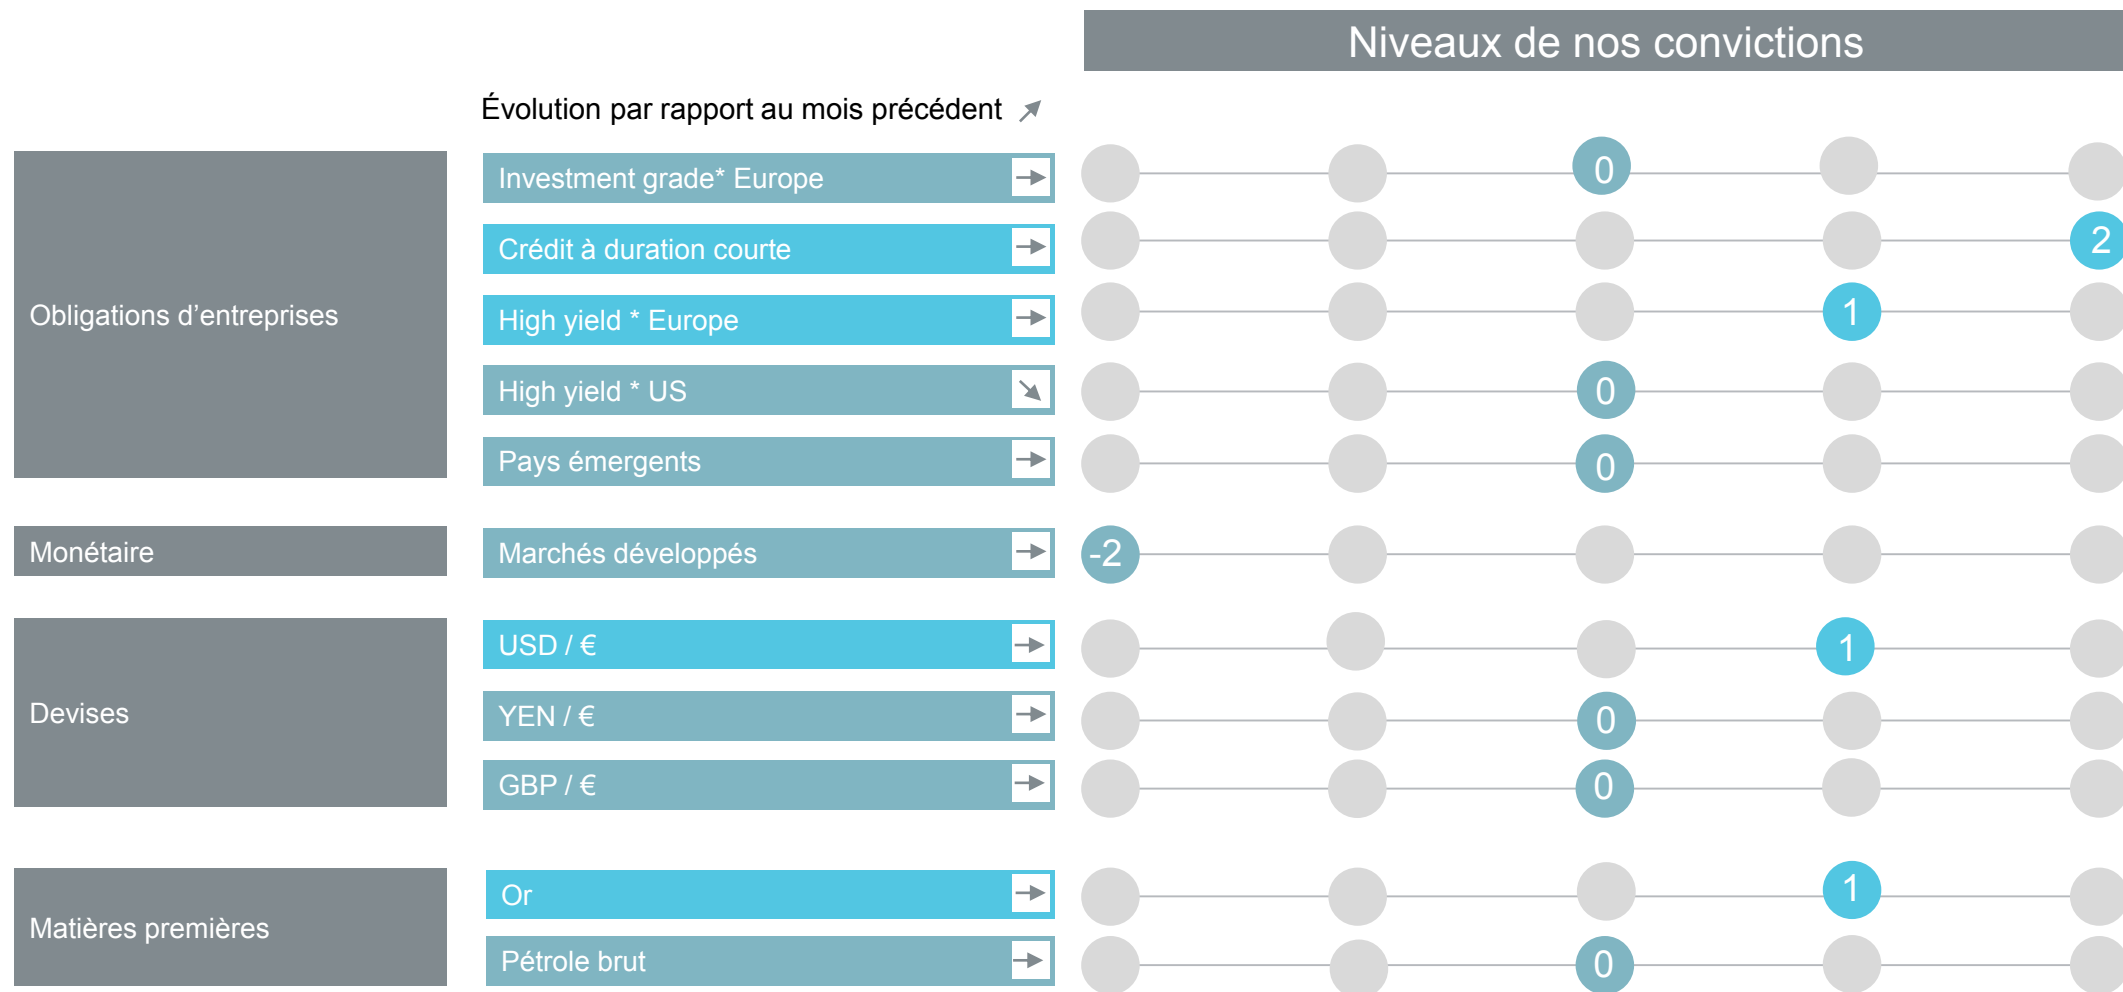 Niveaux de nos convictions
Évolution par rapport au mois précédent
Obligations d’entreprises
Investment grade* Europe
0
Crédit à duration courte
2
High yield * Europe
1
High yield * US
0
Pays émergents
0
Monétaire
Marchés développés
-2
Devises
USD / €
1
YEN / €
0
GBP / €
0
Matières premières
Or
1
Pétrole brut
0